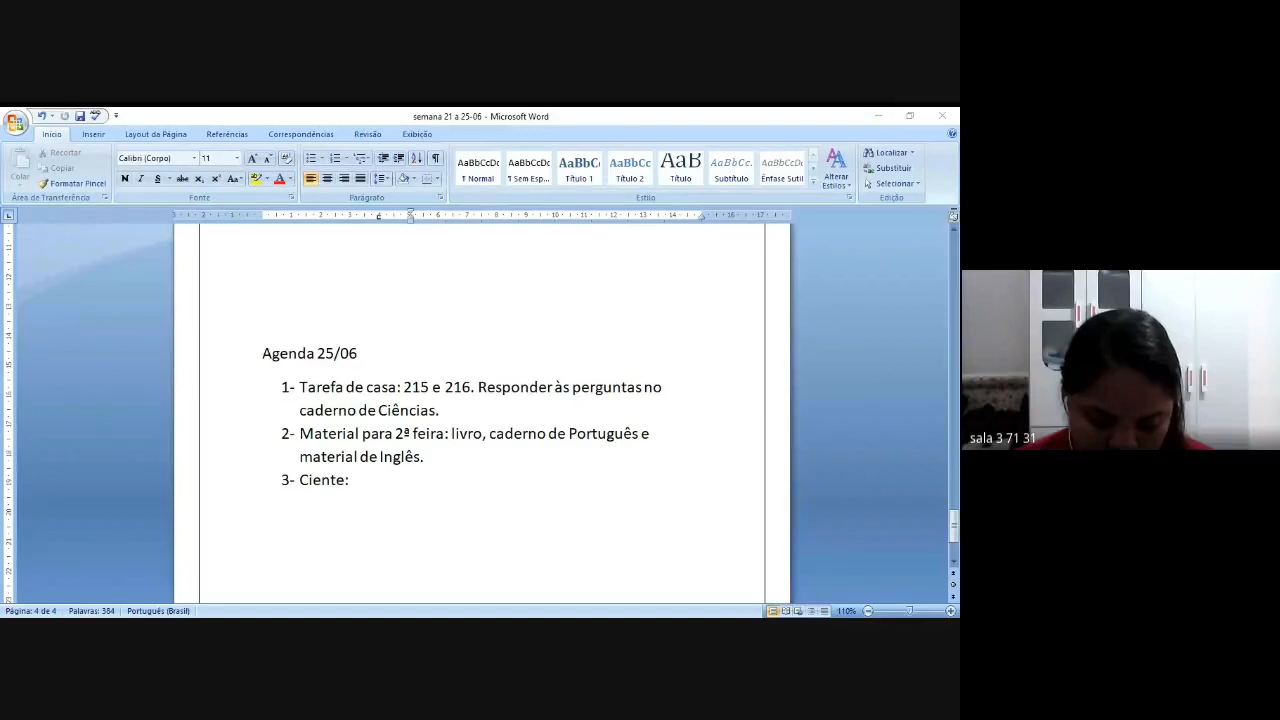 semana 21 a 25-06 - Microsoft Word
Início Inserir Layout da Página Referências Correspondências Revisão Exibição
Colar
Recortar
Copiar
Formatar Pincel
Área de Transferência
Calibri (Corpo) 11
N I S abc x₂ x² Aa
Fonte
Parágrafo
AaBbCcDc AaBbCcDc AaBbC AaBbCc AaB AaBbCc. AaBbCcDc
¶ Normal ¶ Sem Esp... Título 1 Título 2 Título Subtítulo Ênfase Sutil
Alterar
Estilos
Estilo
Localizar
Substituir
Selecionar
Edição
Agenda 25/06
1- Tarefa de casa: 215 e 216. Responder às perguntas no
caderno de Ciências.
2- Material para 2ª feira: livro, caderno de Português e
material de Inglês.
3- Ciente:
sala 3 71 31
Página: 4 de 4 Palavras: 384 Português (Brasil) 110%